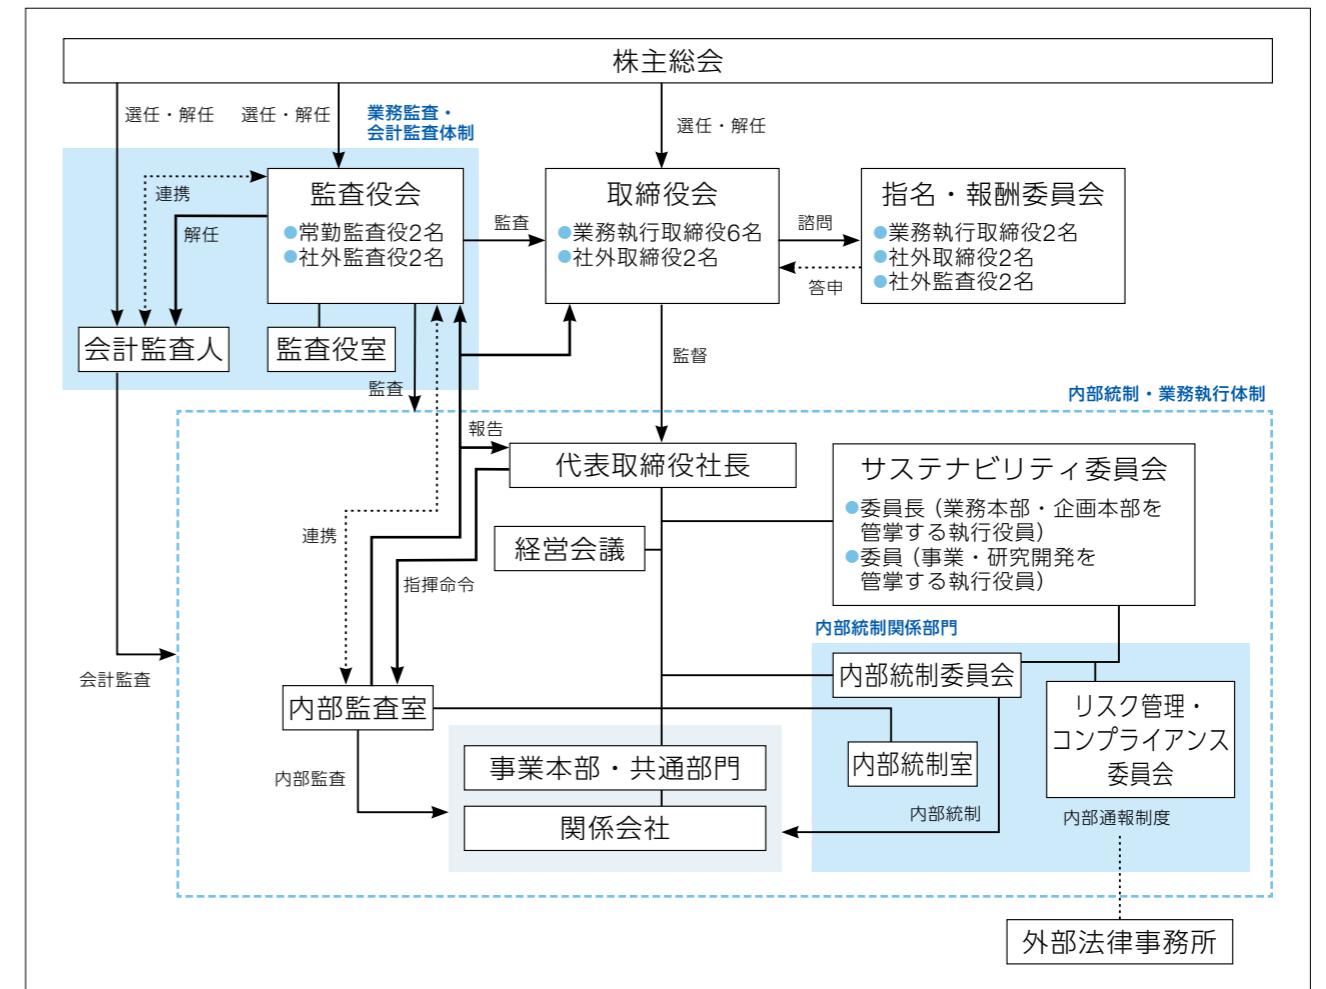 株主総会
選任・解任
選任・解任
業務監査・
会計監査体制
選任・解任
連携
解任
監査役会
●常勤監査役2名
●社外監査役2名
監査
取締役会
●業務執行取締役6名
●社外取締役2名
諮問
答申
指名・報酬委員会
●業務執行取締役2名
●社外取締役2名
●社外監査役2名
会計監査人
監査役室
監査
監督
内部統制・業務執行体制
報告
代表取締役社長
サステナビリティ委員会
●委員長（業務本部・企画本部を
管掌する執行役員）
●委員（事業・研究開発を
管掌する執行役員）
連携
経営会議
指揮命令
内部統制関係部門
会計監査
内部監査室
内部統制委員会
リスク管理・
コンプライアンス
委員会
内部統制室
内部監査
事業本部・共通部門
関係会社
内部統制
内部通報制度
外部法律事務所